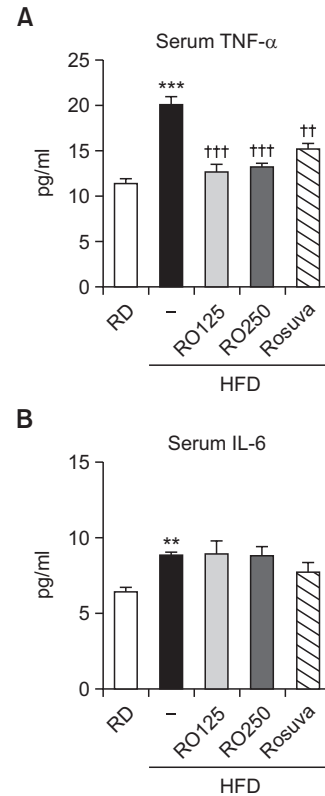 A
Serum TNF-α
pg/ml
25
20
15
10
5
0
***
†††
†††
††
RD
–
RO125
RO250
Rosuva
HFD
B
Serum IL-6
pg/ml
15
10
5
0
**
RD
–
RO125
RO250
Rosuva
HFD